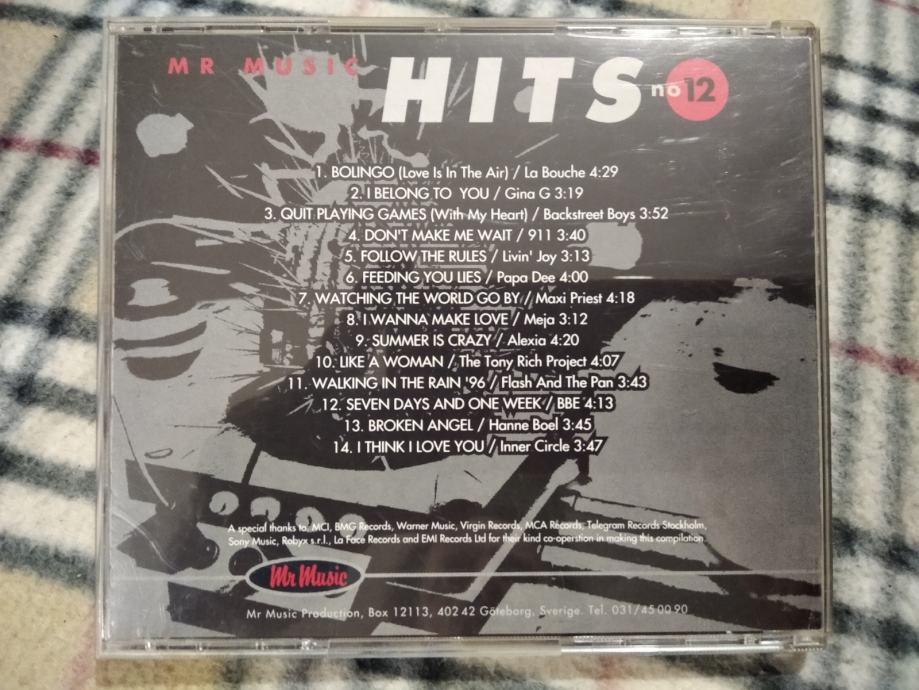 MR MUSIC
HITS no 12
1. BOLINGO (Love Is In The Air) / La Bouche 4:29
2. I BELONG TO YOU / Gina G 3:19
3. QUIT PLAYING GAMES (With My Heart) / Backstreet Boys 3:52
4. DON'T MAKE ME WAIT / 911 3:40
5. FOLLOW THE RULES / Livin' Joy 3:13
6. FEEDING YOU LIES / Papa Dee 4:00
7. WATCHING THE WORLD GO BY / Maxi Priest 4:18
8. I WANNA MAKE LOVE / Meja 3:12
9. SUMMER IS CRAZY / Alexia 4:20
10. LIKE A WOMAN / The Tony Rich Project 4:07
11. WALKING IN THE RAIN '96 / Flash And The Pan 3:43
12. SEVEN DAYS AND ONE WEEK / BBE 4:13
13. BROKEN ANGEL / Hanne Boel 3:45
14. I THINK I LOVE YOU / Inner Circle 3:47
A special thanks to. MCI, BMG Records, Warner Music, Virgin Records, MCA Records, Telegram Records Stockholm,
Sony Music, Robyx s.r.l., La Face Records and EMI Records Ltd for their kind co-operstion in making this compilation.
Mr Music
Mr Music Production, Box 12113, 402 42 Göteborg, Sverige. Tel. 031/45 00 90